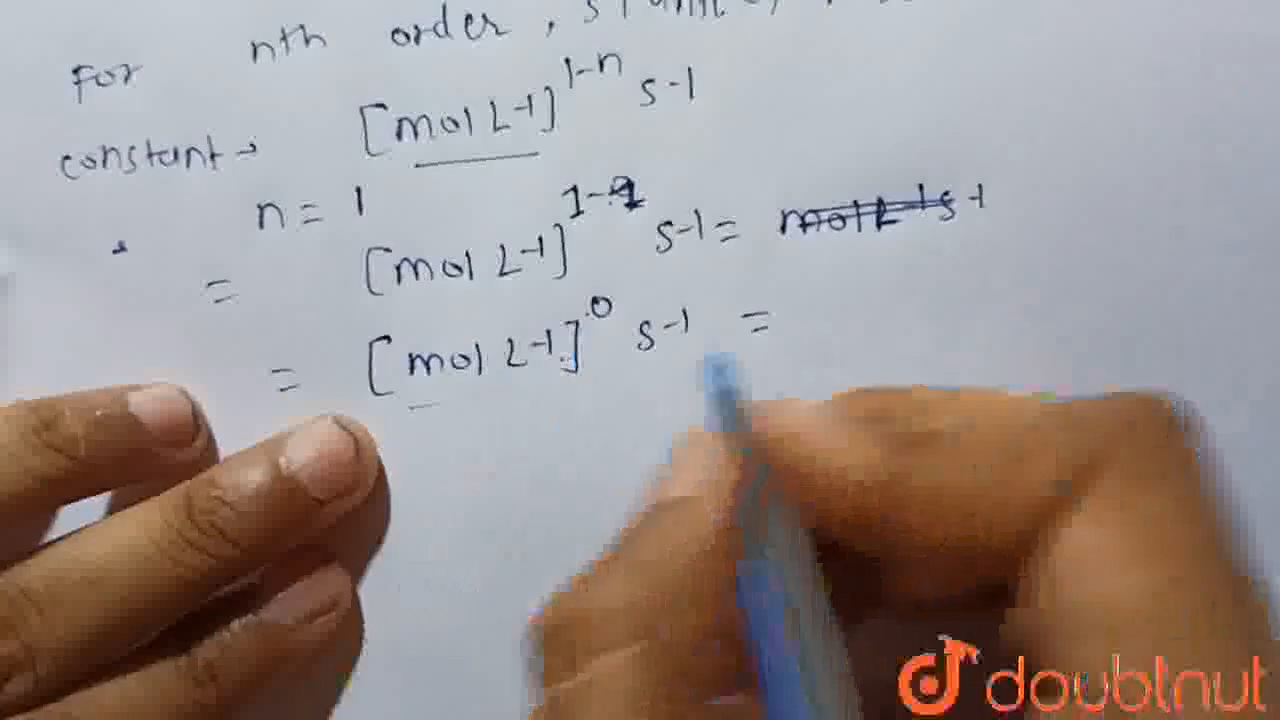 For nth order,
constant → [mol L-1]^1-n s-1
n = 1
= [mol L-1]^1-1 s-1 = mol L-1 s-1
= [mol L-1]^0 s-1 =
doubtnut